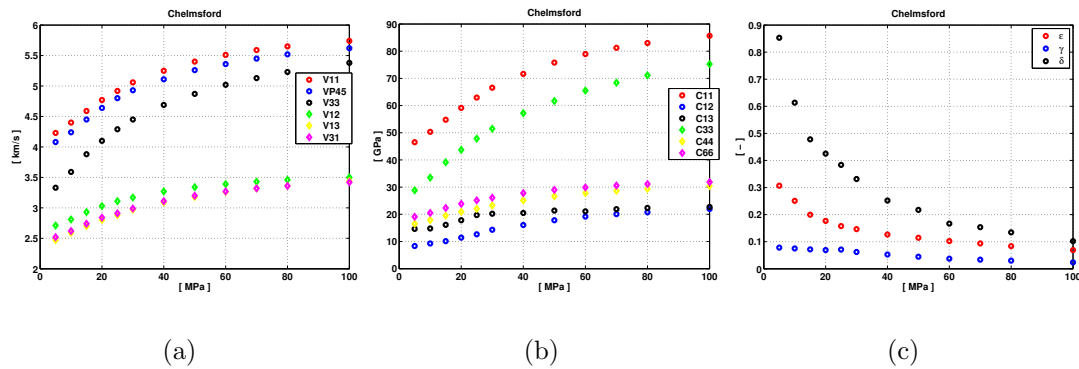 Chelmsford
6
5.5
5
4.5
4
3.5
3
2.5
2
[ km/s ]
0 20 40 60 80 100
[ MPa ]
V11
VP45
V33
V12
V13
V31
(a)
Chelmsford
90
80
70
60
50
40
30
20
10
0
[ GPa ]
0 20 40 60 80 100
[ MPa ]
C11
C12
C13
C33
C44
C66
(b)
Chelmsford
0.9
0.8
0.7
0.6
0.5
0.4
0.3
0.2
0.1
0
[ – ]
0 20 40 60 80 100
[ MPa ]
ε
γ
δ
(c)